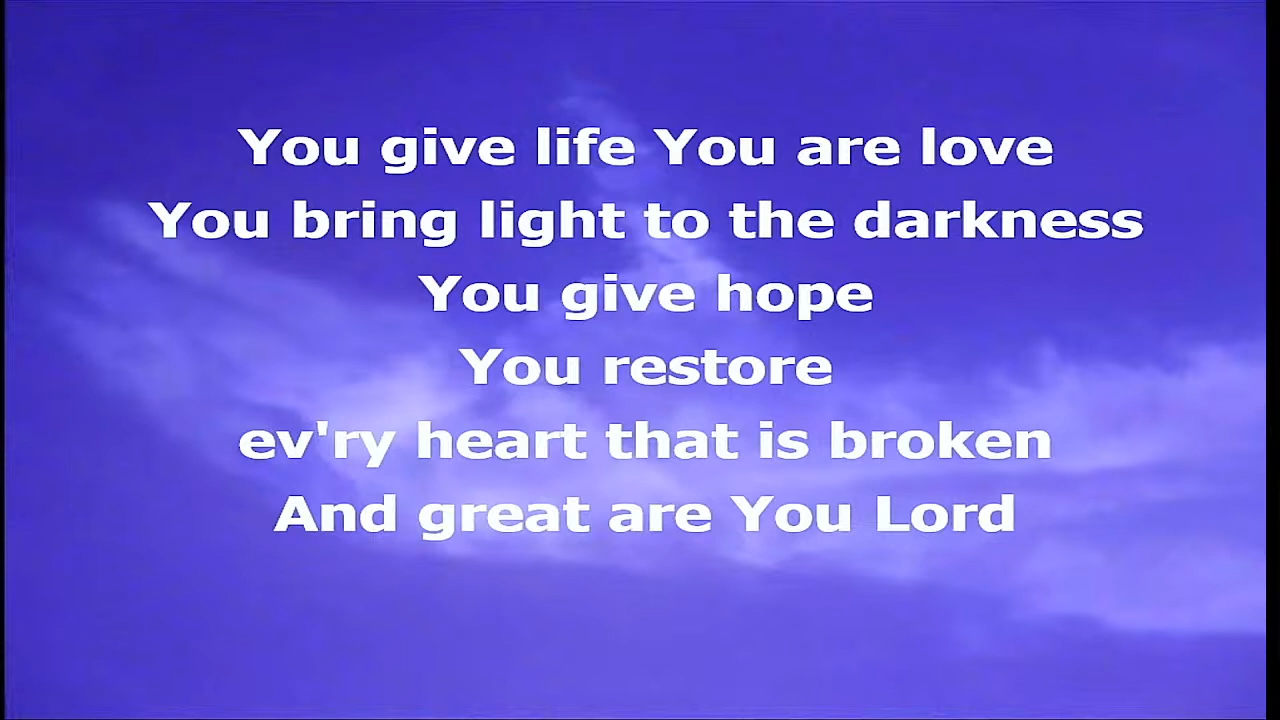 You give life You are love
You bring light to the darkness
You give hope
You restore
ev'ry heart that is broken
And great are You Lord